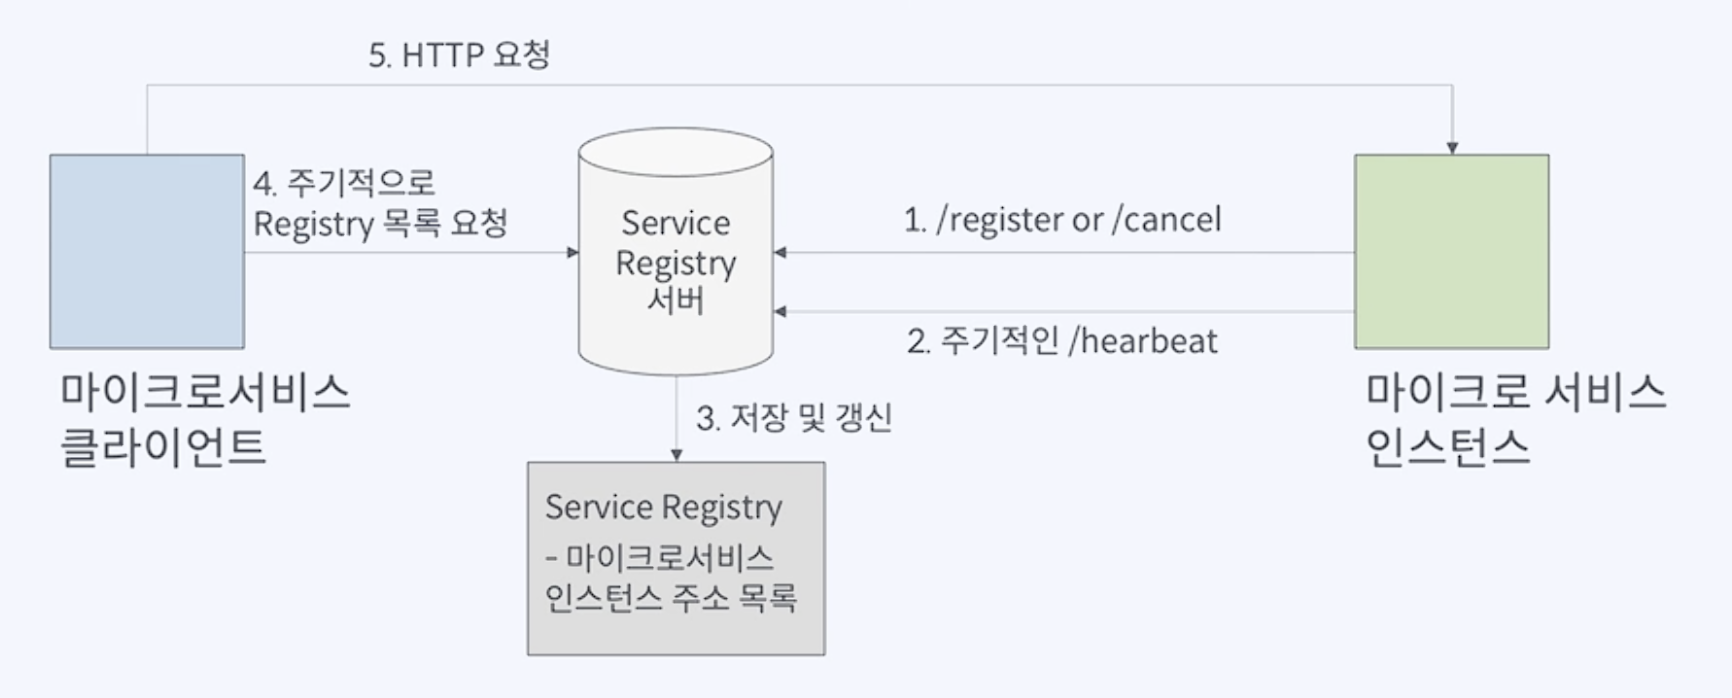 5. HTTP 요청
4. 주기적으로
Registry 목록 요청
Service
Registry
서버
1. /register or /cancel
2. 주기적인 /hearbeat
마이크로서비스
클라이언트
마이크로 서비스
인스턴스
3. 저장 및 갱신
Service Registry
- 마이크로서비스
인스턴스 주소 목록